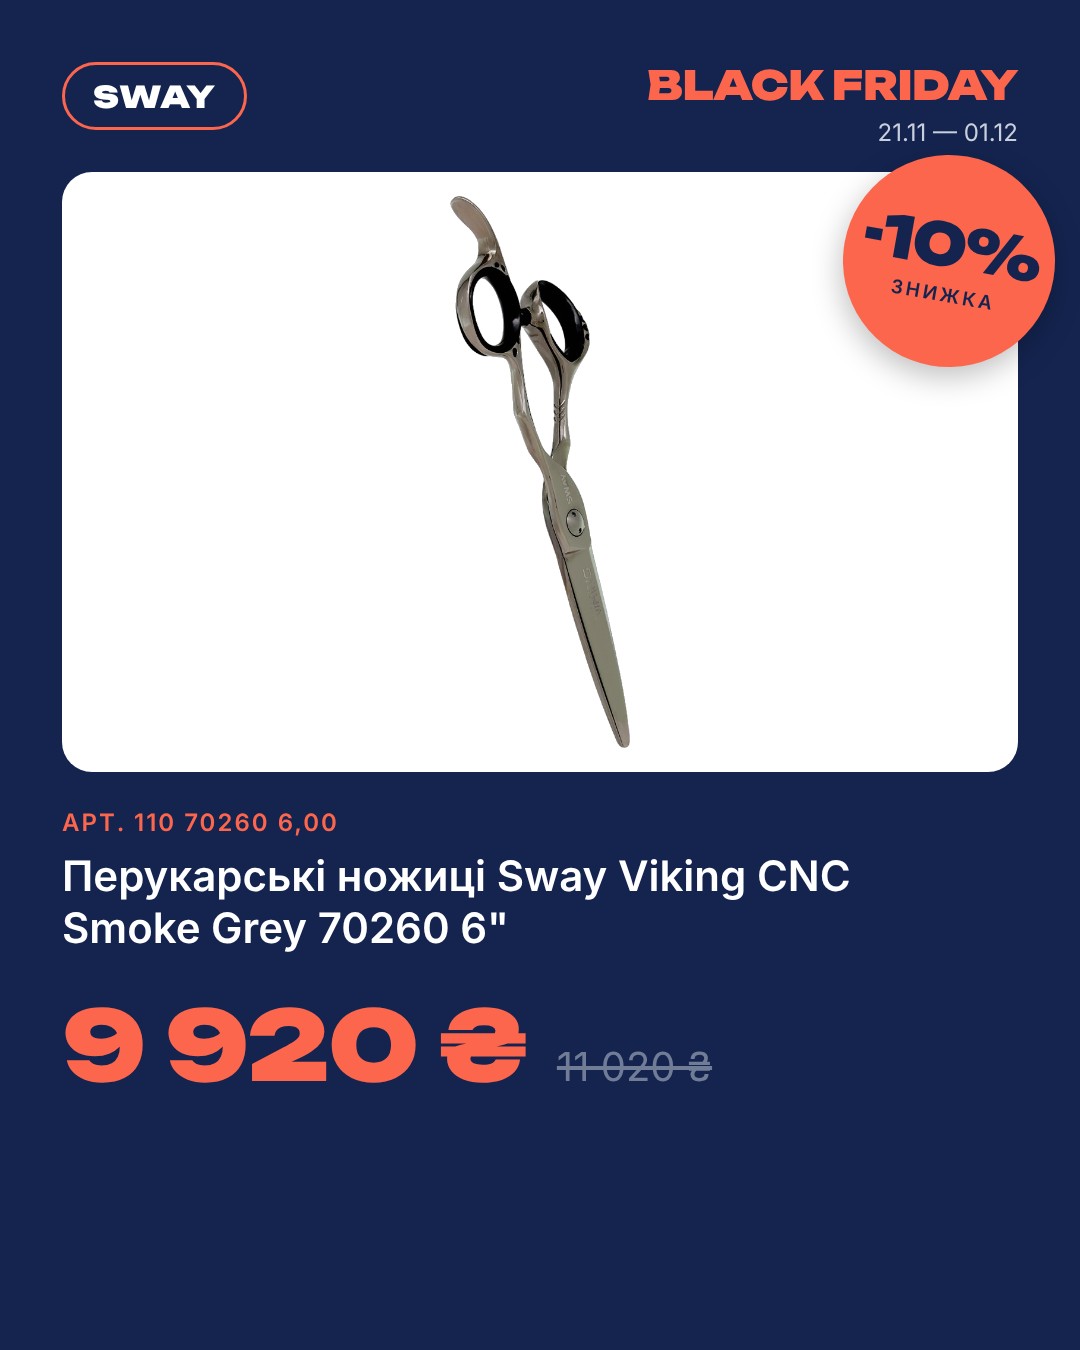 SWAY
BLACK FRIDAY
21.11 — 01.12
-10%
ЗНИЖКА
АРТ. 110 70260 6,00
Перукарські ножиці Sway Viking CNC
Smoke Grey 70260 6"
9 920 ₴
11 020 ₴